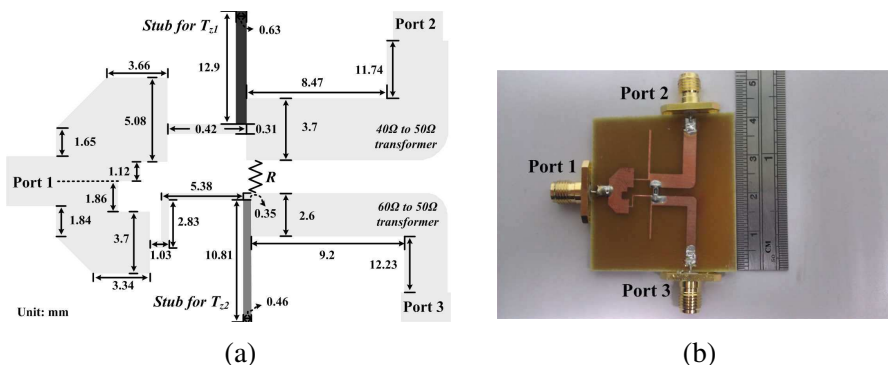 Stub for Tz1
0.63
Port 2
3.66
12.9
11.74
8.47
5.08
1.65
0.42
0.31
3.7
40Ω to 50Ω
transformer
Port 1
1.12
R
1.86
5.38
1.84
2.83
0.35
2.6
60Ω to 50Ω
transformer
3.7
1.03
10.81
9.2
12.23
3.34
Stub for Tz2
0.46
Port 3
Unit: mm
(a)
Port 2
Port 1
Port 3
1
CM
(b)